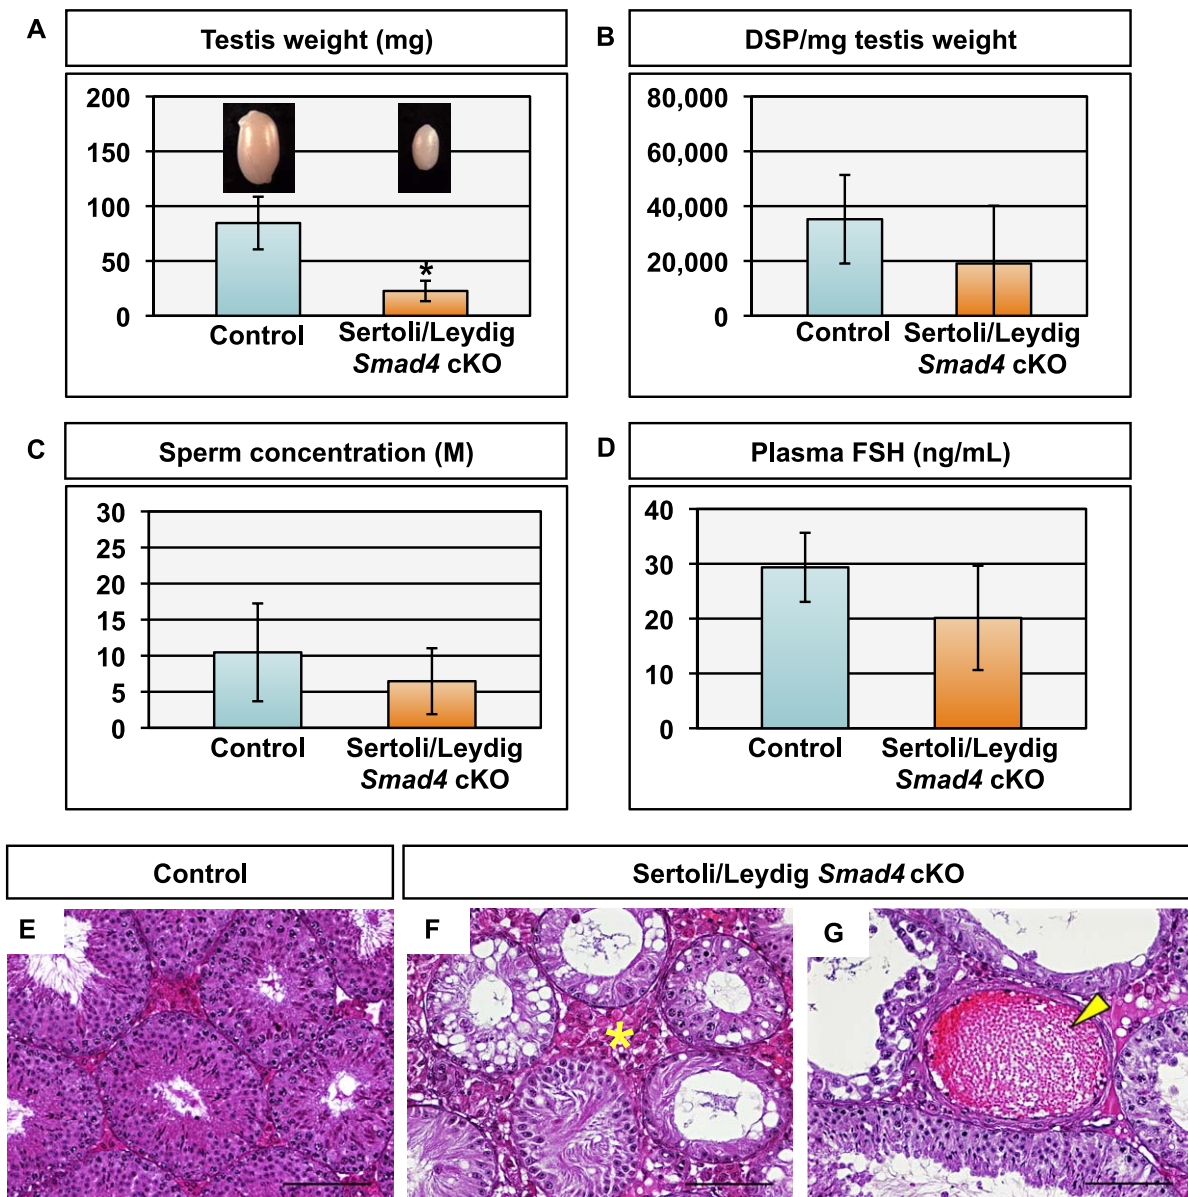 A
Testis weight (mg)
200
150
100
50
0
*
Control
Sertoli/Leydig
Smad4 cKO
B
DSP/mg testis weight
80,000
60,000
40,000
20,000
0
Control
Sertoli/Leydig
Smad4 cKO
C
Sperm concentration (M)
30
25
20
15
10
5
0
Control
Sertoli/Leydig
Smad4 cKO
D
Plasma FSH (ng/mL)
40
30
20
10
0
Control
Sertoli/Leydig
Smad4 cKO
Control
Sertoli/Leydig Smad4 cKO
E
F
*
G